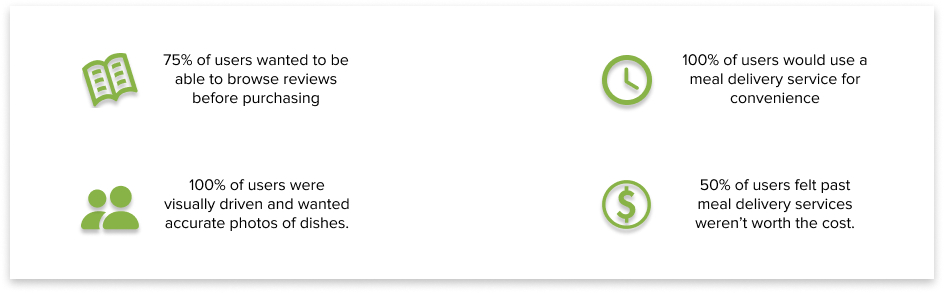 75% of users wanted to be
able to browse reviews
before purchasing
100% of users would use a
meal delivery service for
convenience
100% of users were
visually driven and wanted
accurate photos of dishes.
50% of users felt past
meal delivery services
weren’t worth the cost.